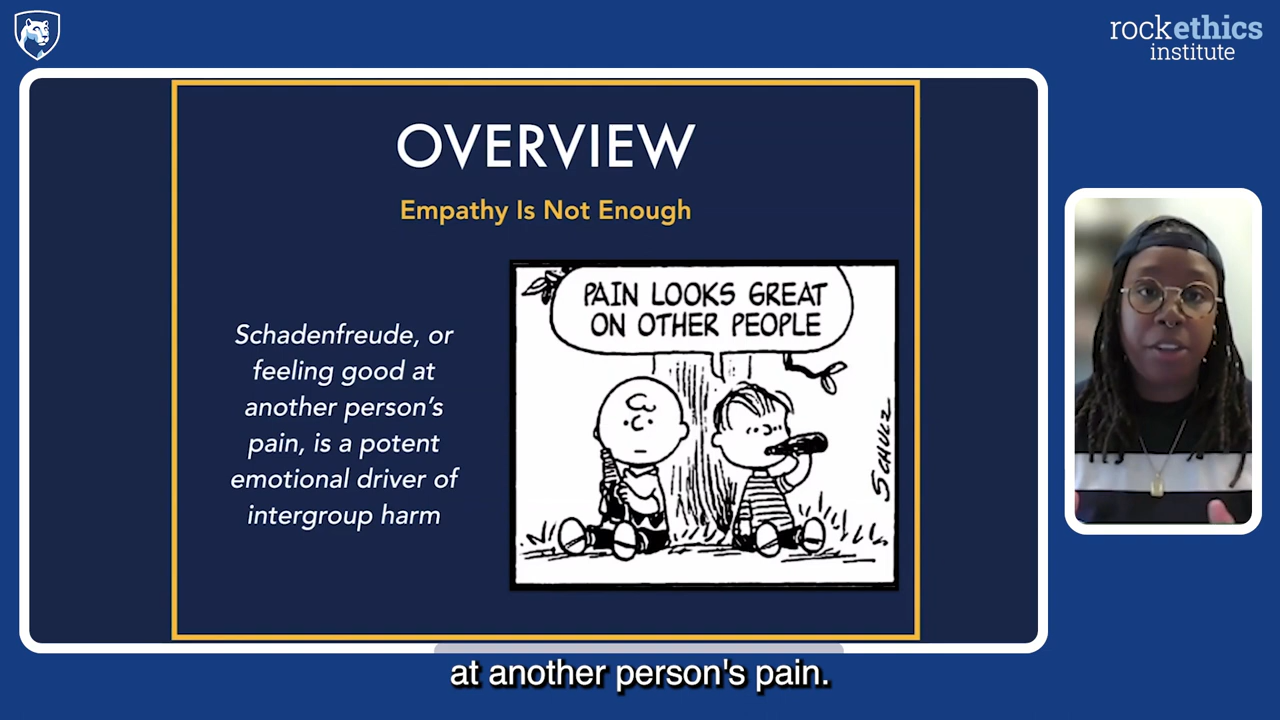 rockethics
institute
OVERVIEW
Empathy Is Not Enough
Schadenfreude, or
feeling good at
another person's
pain, is a potent
emotional driver of
intergroup harm
PAIN LOOKS GREAT
ON OTHER PEOPLE
SCHULZ
at another person's pain.